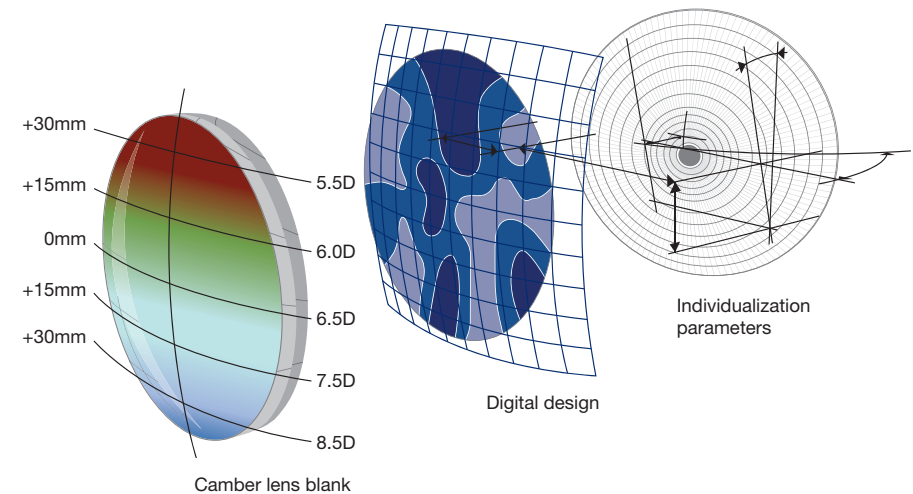 +30mm
+15mm
0mm
+15mm
+30mm
5.5D
6.0D
6.5D
7.5D
8.5D
Camber lens blank
Digital design
Individualization
parameters